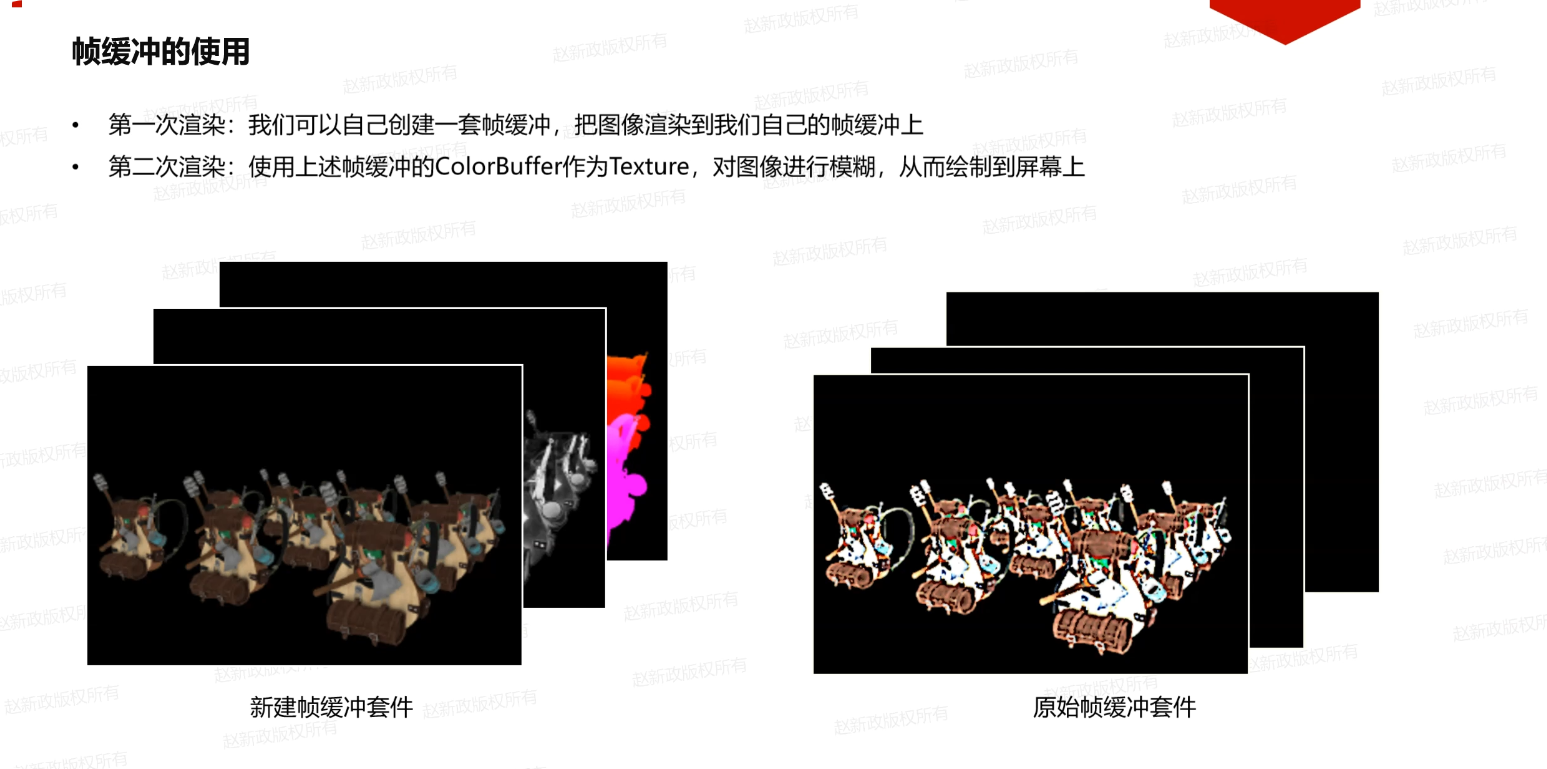 帧缓冲的使用
• 第一次渲染：我们可以自己创建一套帧缓冲，把图像渲染到我们自己的帧缓冲上
• 第二次渲染：使用上述帧缓冲的ColorBuffer作为Texture，对图像进行模糊，从而绘制到屏幕上
新建帧缓冲套件
原始帧缓冲套件
赵新政版权所有